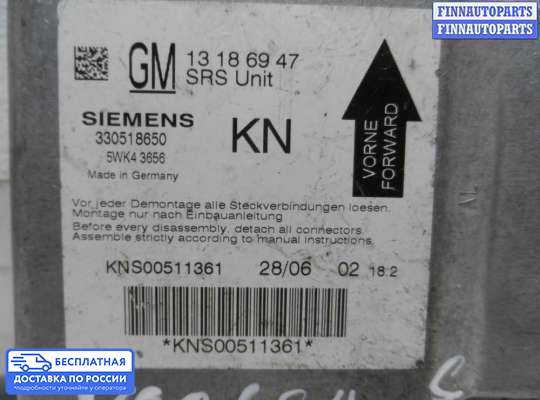 FINNAUTOPARTS
FINNAUTOPARTS
FINNAUTOPARTS
GM
13 18 69 47
SRS Unit
SIEMENS
330518650
5WK4 3656
Made in Germany
KN
VORNE
FORWARD
Vor jeder Demontage alle Steckverbindungen loesen.
Montage nur nach Einbauanleitung
Before every disassembly, detach all connectors.
Assemble strictly according to manual instructions.
KNS00511361 28/06 02 18:2
*KNS00511361*
БЕСПЛАТНАЯ
ДОСТАВКА ПО РОССИИ